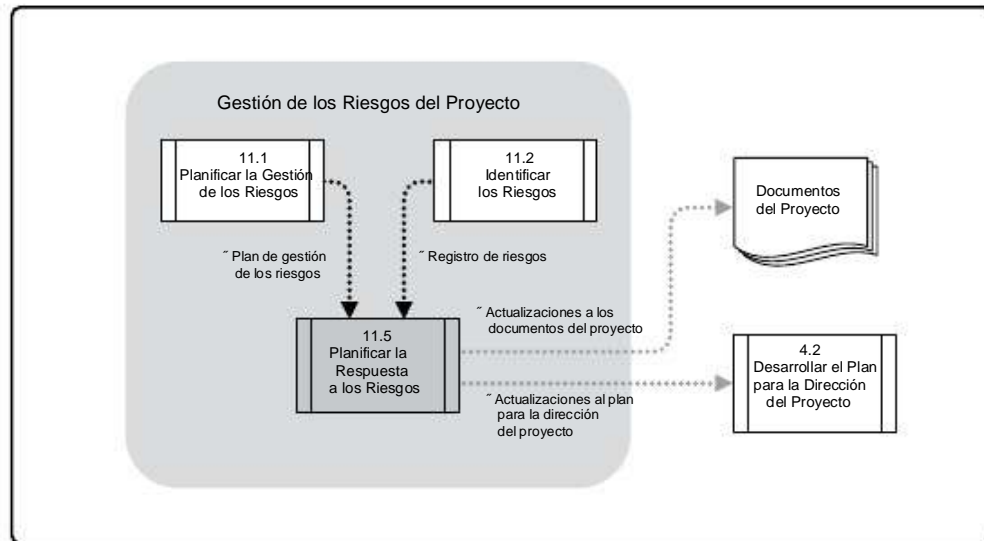 Gestión de los Riesgos del Proyecto
11.1
Planificar la Gestión
de los Riesgos
11.2
Identificar
los Riesgos
Documentos
del Proyecto
˝ Plan de gestión
de los riesgos
˝ Registro de riesgos
11.5
Planificar la
Respuesta
a los Riesgos
˝ Actualizaciones a los
documentos del proyecto
˝ Actualizaciones al plan
para la dirección
del proyecto
4.2
Desarrollar el Plan
para la Dirección
del Proyecto